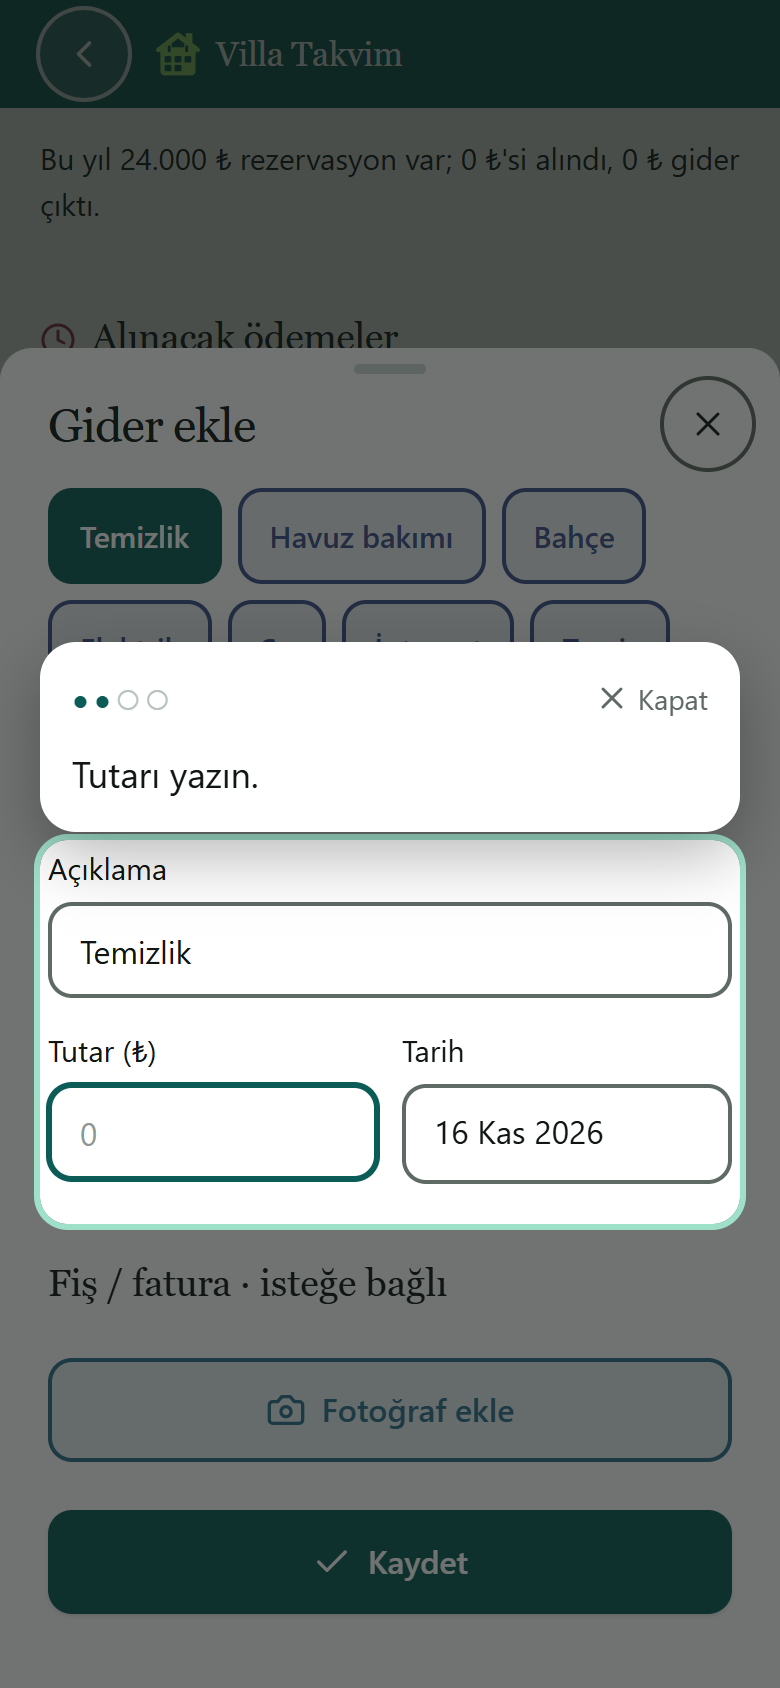 Villa Takvim
Bu yıl 24.000 ₺ rezervasyon var; 0 ₺'si alındı, 0 ₺ gider
çıktı.
Alınacak ödemeler
Gider ekle
Temizlik
Havuz bakımı
Bahçe
Kapat
Tutarı yazın.
Açıklama
Temizlik
Tutar (₺)
Tarih
0
16 Kas 2026
Fiş / fatura · isteğe bağlı
Fotoğraf ekle
Kaydet